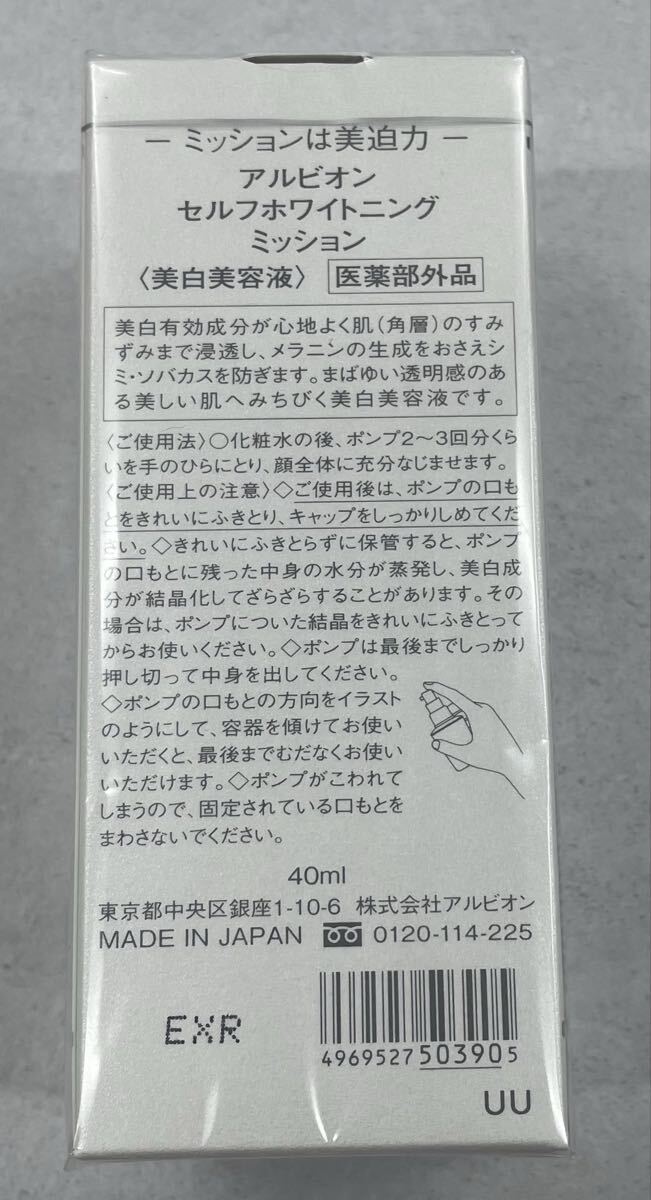 ― ミッションは美迫力 ―
アルビオン
セルフホワイトニング
ミッション
〈美白美容液〉 医薬部外品
美白有効成分が心地よく肌(角層)のすみ
ずみまで浸透し、メラニンの生成をおさえシ
ミ・ソバカスを防ぎます。まばゆい透明感のあ
る美しい肌へみちびく美白美容液です。
〈ご使用法〉○化粧水の後、ポンプ2〜3回分くら
いを手のひらにとり、顔全体に充分なじませます。
〈ご使用上の注意〉◇ご使用後は、ポンプの口も
とをきれいにふきとり、キャップをしっかりしめてくだ
さい。◇きれいにふきとらずに保管すると、ポンプ
の口もとに残った中身の水分が蒸発し、美白成
分が結晶化してざらざらすることがあります。その
場合は、ポンプについた結晶をきれいにふきとって
からお使いください。◇ポンプは最後までしっかり
押し切って中身を出してください。
◇ポンプの口もとの方向をイラスト
のようにして、容器を傾けてお使い
いただくと、最後までむだなくお使い
いただけます。◇ポンプがこわれて
しまうので、固定されている口もとを
まわさないでください。
40ml
東京都中央区銀座1-10-6 株式会社アルビオン
MADE IN JAPAN 0120-114-225
EXR
4969527503905
UU